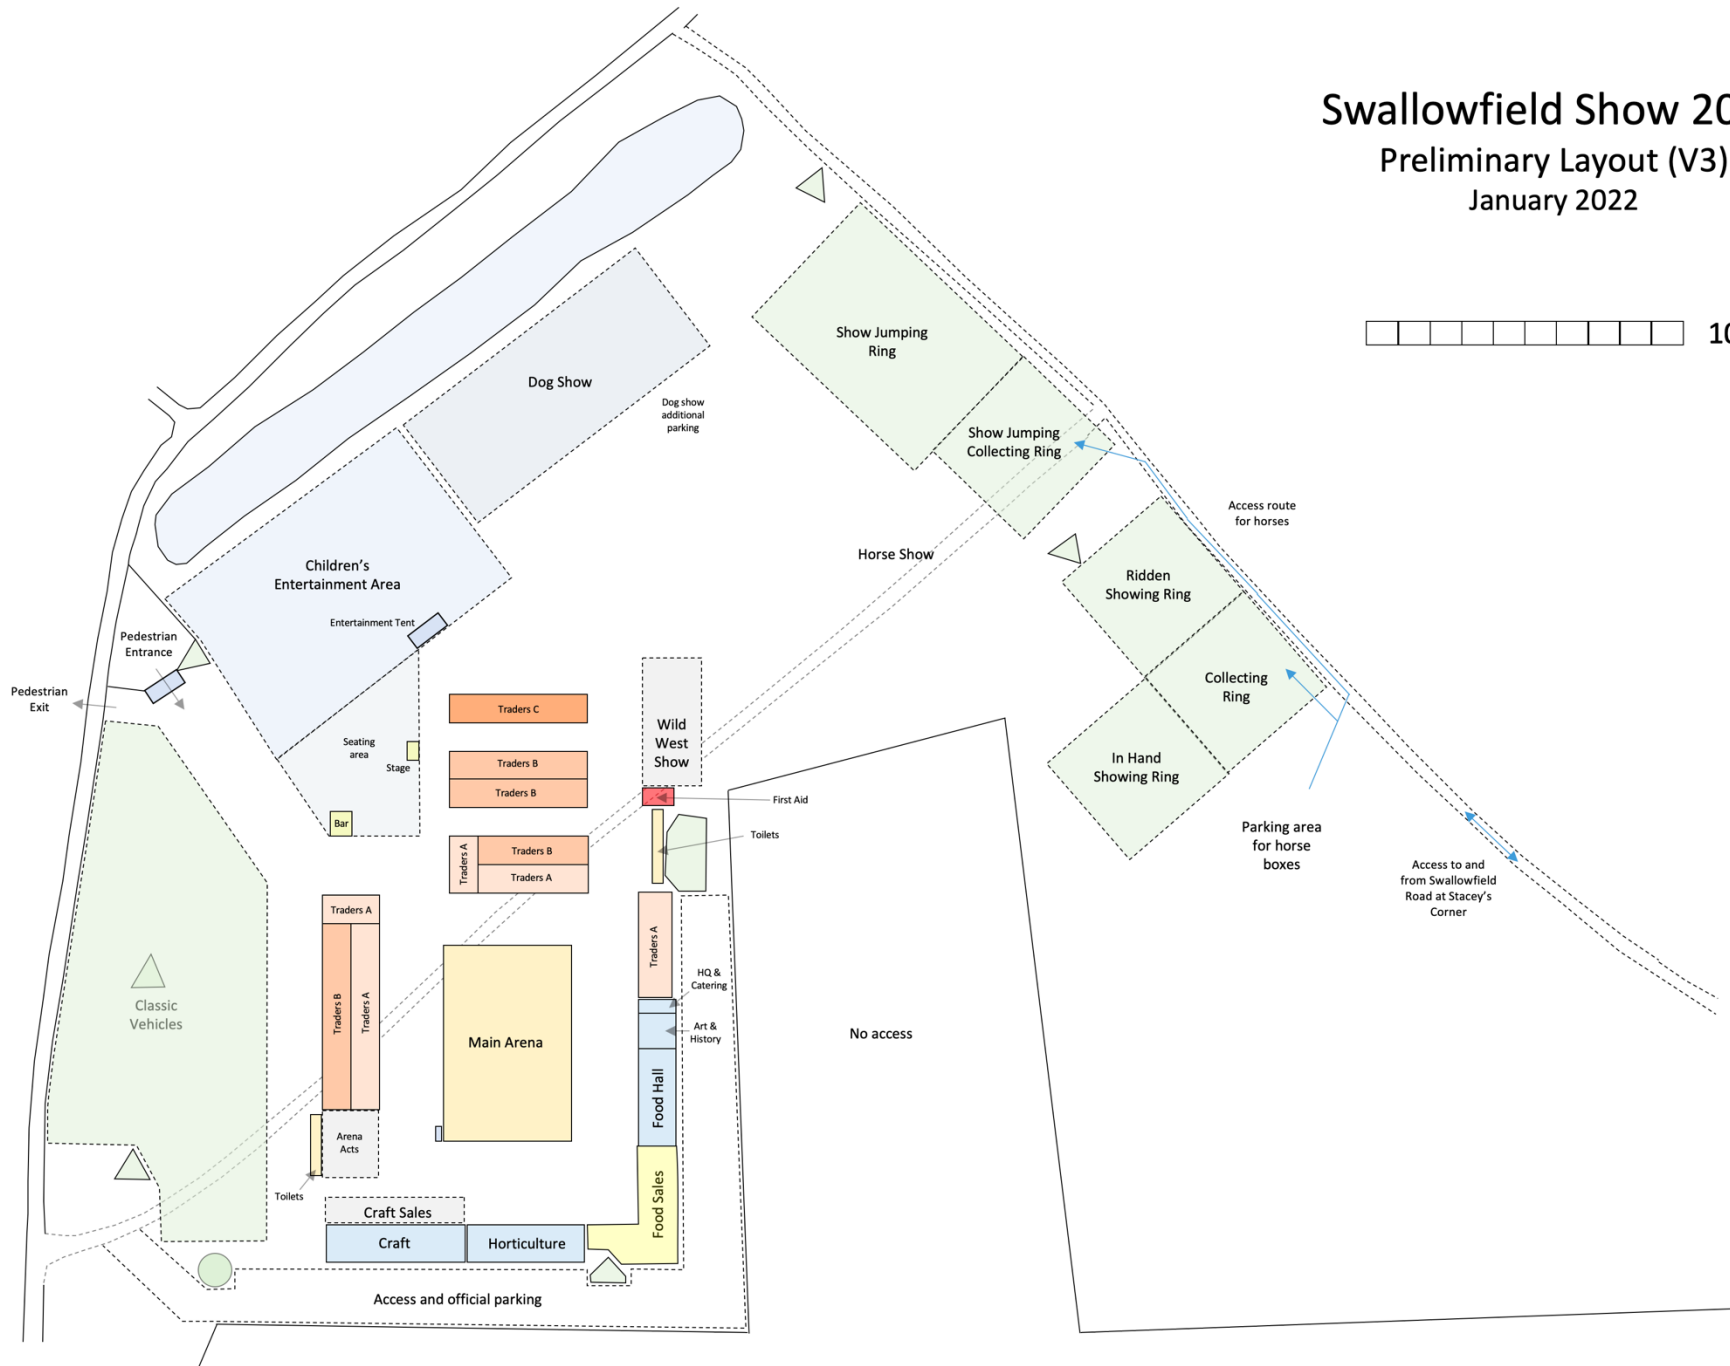 Swallowfield Show 20
Preliminary Layout (V3)
January 2022
10
Show Jumping
Ring
Dog Show
Dog show
additional
parking
Show Jumping
Collecting Ring
Access route
for horses
Horse Show
Children's
Entertainment Area
Ridden
Showing Ring
Entertainment Tent
Pedestrian
Entrance
Pedestrian
Exit
Collecting
Ring
Traders C
Wild
West
Show
Seating
area
Stage
Traders B
Traders B
In Hand
Showing Ring
First Aid
Bar
Toilets
Parking area
for horse
boxes
Traders A
Traders B
Traders A
Access to and
from Swallowfield
Road at Stacey's
Corner
Traders A
Traders B
Traders A
Traders A
HQ &
Catering
Classic
Vehicles
Art &
History
Main Arena
No access
Food Hall
Arena
Acts
Toilets
Food Sales
Craft Sales
Craft
Horticulture
Access and official parking